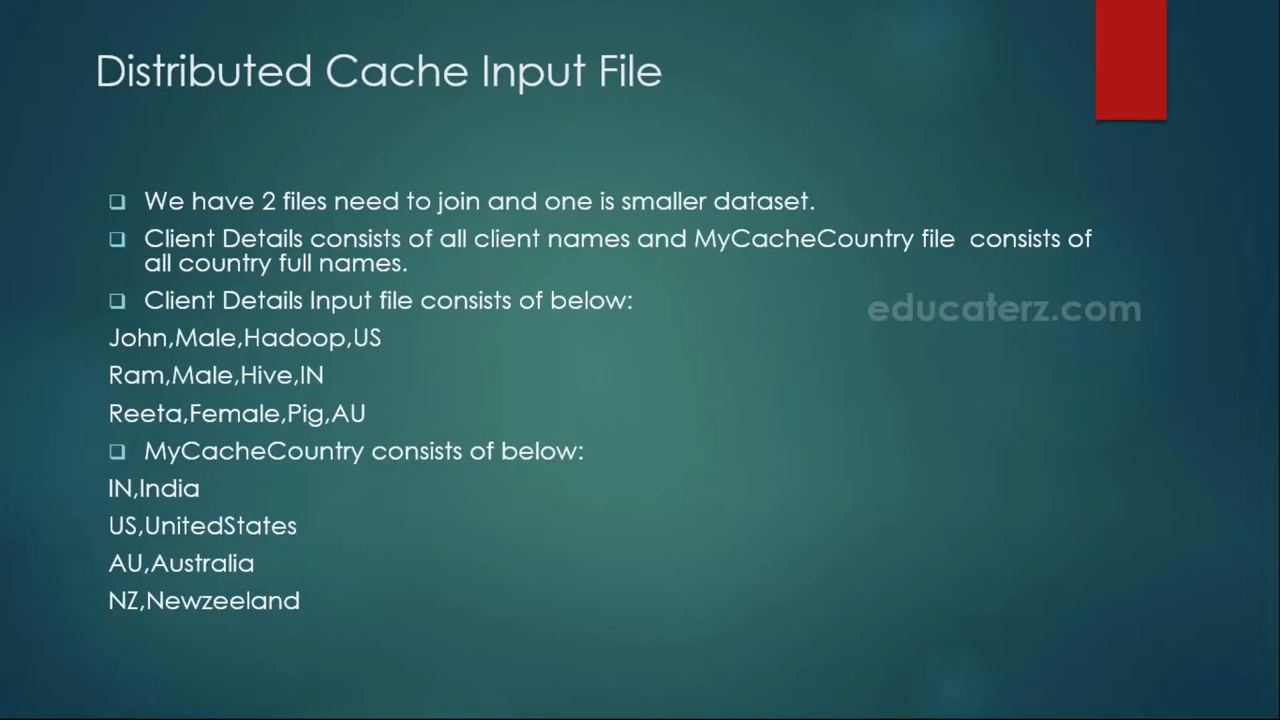 Distributed Cache Input File
❑ We have 2 files need to join and one is smaller dataset.
❑ Client Details consists of all client names and MyCacheCountry file consists of
all country full names.
❑ Client Details Input file consists of below:
educaterz.com
John,Male,Hadoop,US
Ram,Male,Hive,IN
Reeta,Female,Pig,AU
❑ MyCacheCountry consists of below:
IN,India
US,UnitedStates
AU,Australia
NZ,Newzeeland